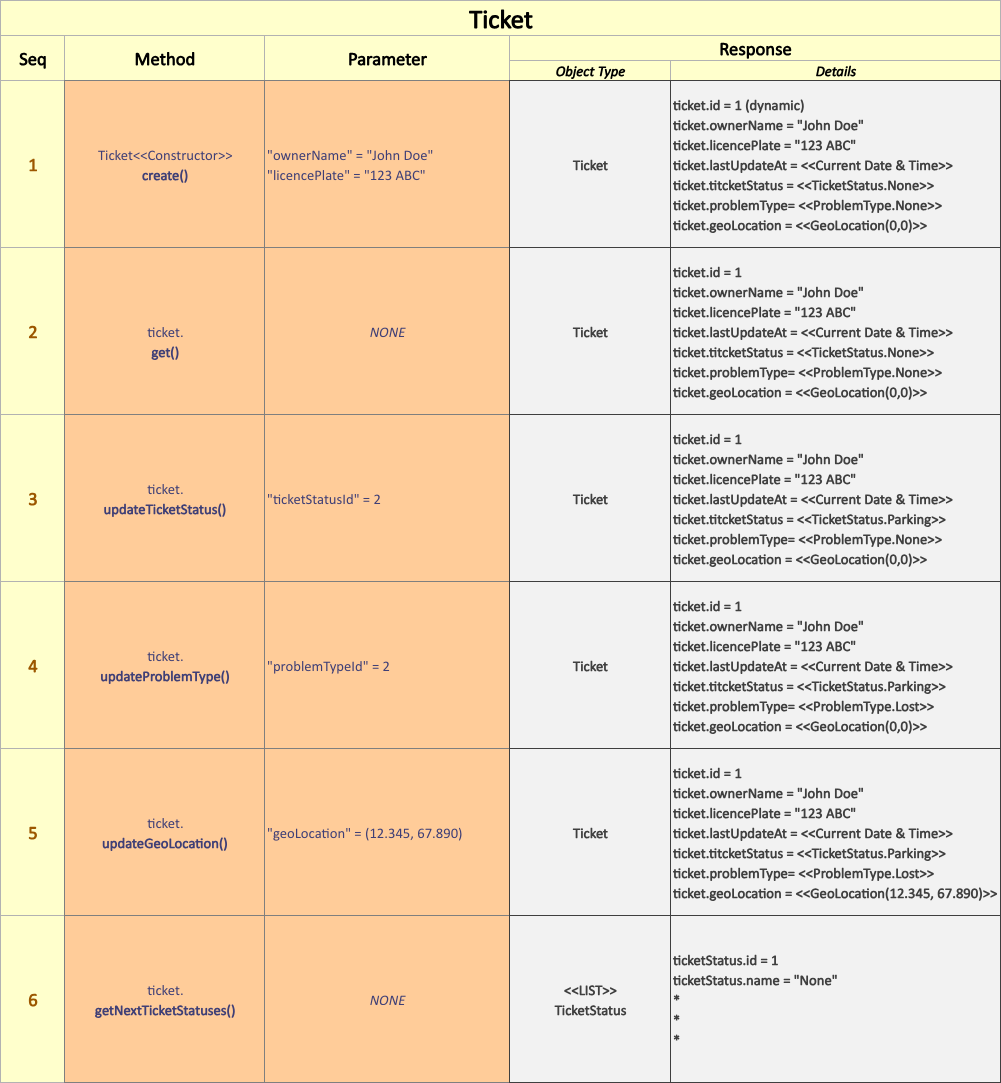 Ticket
Seq
Method
Parameter
Response
Object Type
Details
1
Ticket<<Constructor>>
create()
"ownerName" = "John Doe"
"licencePlate" = "123 ABC"
Ticket
ticket.id = 1 (dynamic)
ticket.ownerName = "John Doe"
ticket.licencePlate = "123 ABC"
ticket.lastUpdateAt = <<Current Date & Time>>
ticket.titcketStatus = <<TicketStatus.None>>
ticket.problemType= <<ProblemType.None>>
ticket.geoLocation = <<GeoLocation(0,0)>>
2
ticket.
get()
NONE
Ticket
ticket.id = 1
ticket.ownerName = "John Doe"
ticket.licencePlate = "123 ABC"
ticket.lastUpdateAt = <<Current Date & Time>>
ticket.titcketStatus = <<TicketStatus.None>>
ticket.problemType= <<ProblemType.None>>
ticket.geoLocation = <<GeoLocation(0,0)>>
3
ticket.
updateTicketStatus()
"ticketStatusId" = 2
Ticket
ticket.id = 1
ticket.ownerName = "John Doe"
ticket.licencePlate = "123 ABC"
ticket.lastUpdateAt = <<Current Date & Time>>
ticket.titcketStatus = <<TicketStatus.Parking>>
ticket.problemType= <<ProblemType.None>>
ticket.geoLocation = <<GeoLocation(0,0)>>
4
ticket.
updateProblemType()
"problemTypeId" = 2
Ticket
ticket.id = 1
ticket.ownerName = "John Doe"
ticket.licencePlate = "123 ABC"
ticket.lastUpdateAt = <<Current Date & Time>>
ticket.titcketStatus = <<TicketStatus.Parking>>
ticket.problemType= <<ProblemType.Lost>>
ticket.geoLocation = <<GeoLocation(0,0)>>
5
ticket.
updateGeoLocation()
"geoLocation" = (12.345, 67.890)
Ticket
ticket.id = 1
ticket.ownerName = "John Doe"
ticket.licencePlate = "123 ABC"
ticket.lastUpdateAt = <<Current Date & Time>>
ticket.titcketStatus = <<TicketStatus.Parking>>
ticket.problemType= <<ProblemType.Lost>>
ticket.geoLocation = <<GeoLocation(12.345, 67.890)>>
6
ticket.
getNextTicketStatuses()
NONE
<<LIST>>
TicketStatus
ticketStatus.id = 1
ticketStatus.name = "None"
*
*
*